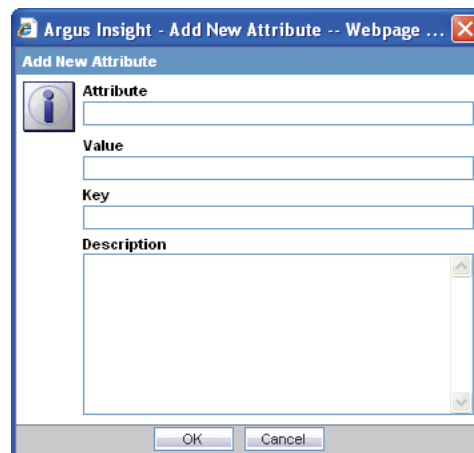 Argus Insight - Add New Attribute -- Webpage ...
Add New Attribute
Attribute
Value
Key
Description
OK Cancel